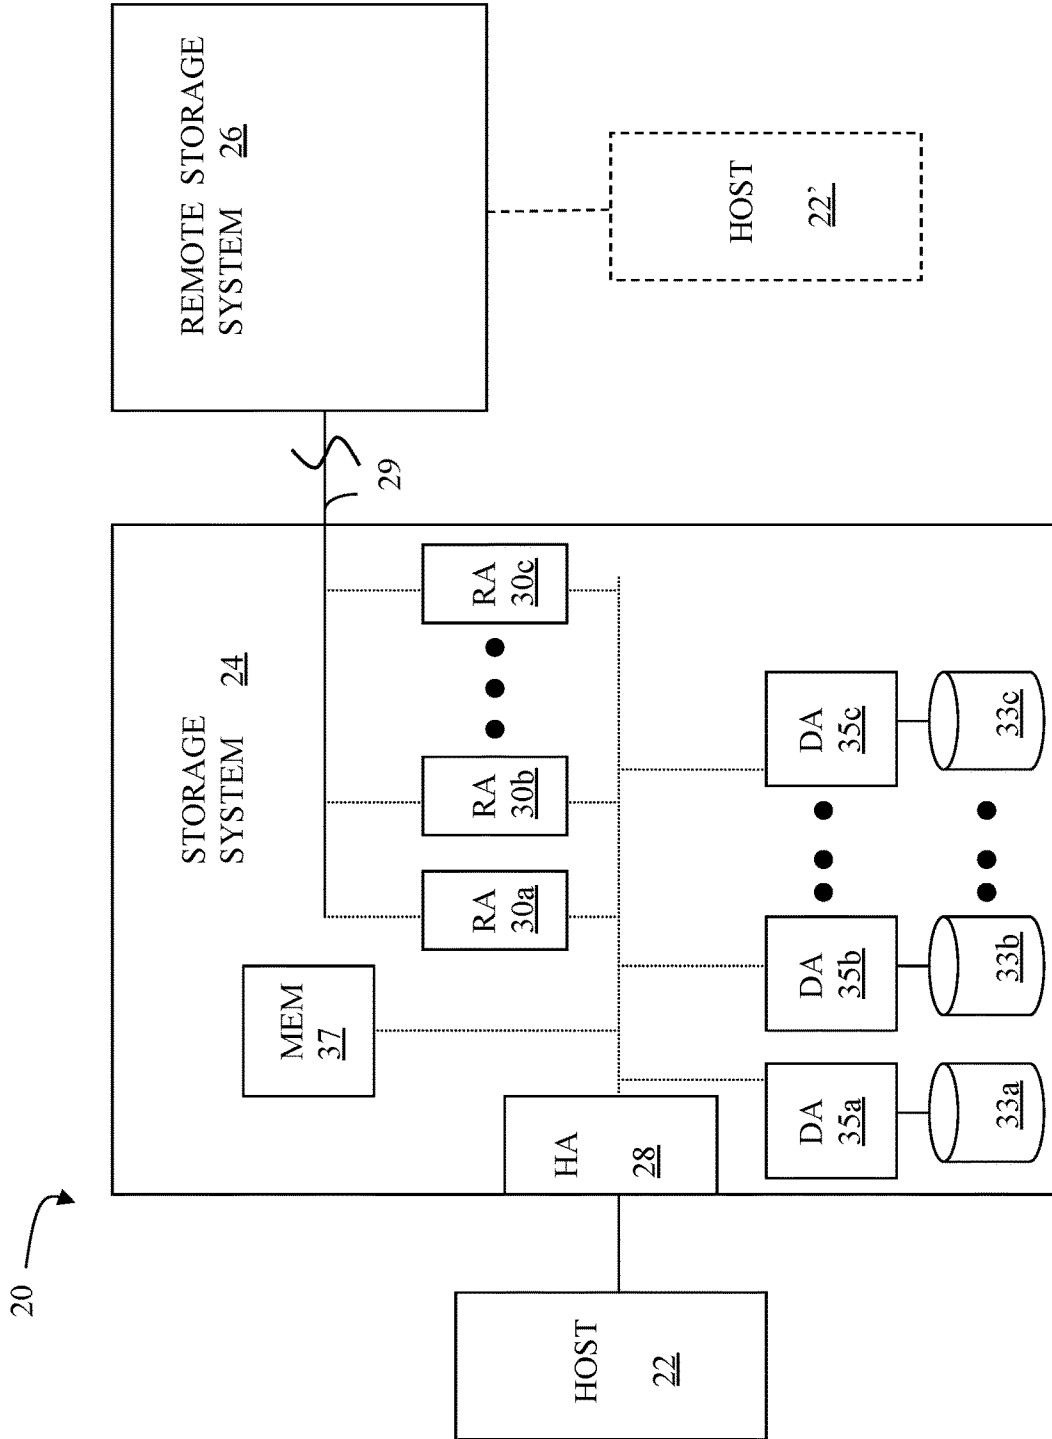 20
HOST
22
STORAGE
SYSTEM 24
HA
28
MEM
37
RA
30a
RA
30b
RA
30c
DA
35a
DA
35b
DA
35c
33a
33b
33c
29
REMOTE STORAGE
SYSTEM 26
HOST
22'